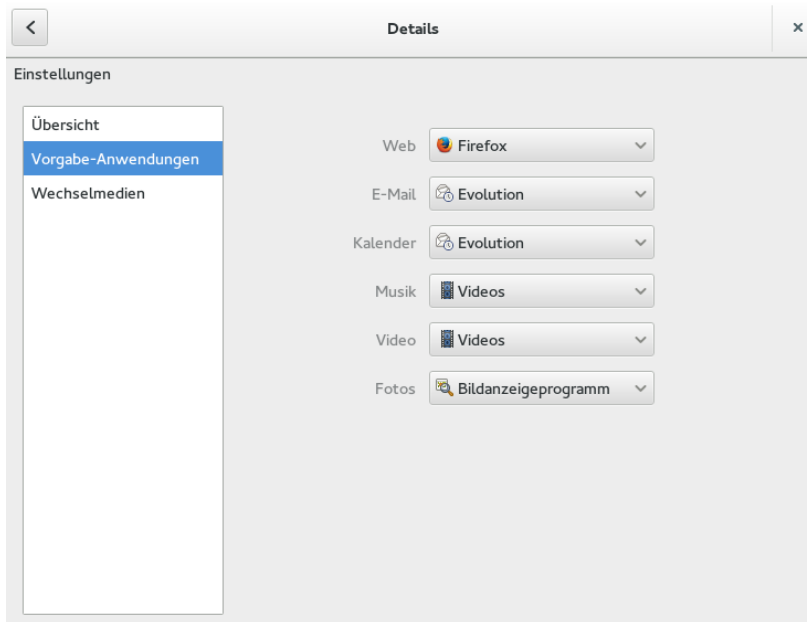 Details
Einstellungen
Übersicht
Vorgabe-Anwendungen
Wechselmedien
Web Firefox
E-Mail Evolution
Kalender Evolution
Musik Videos
Video Videos
Fotos Bildanzeigeprogramm